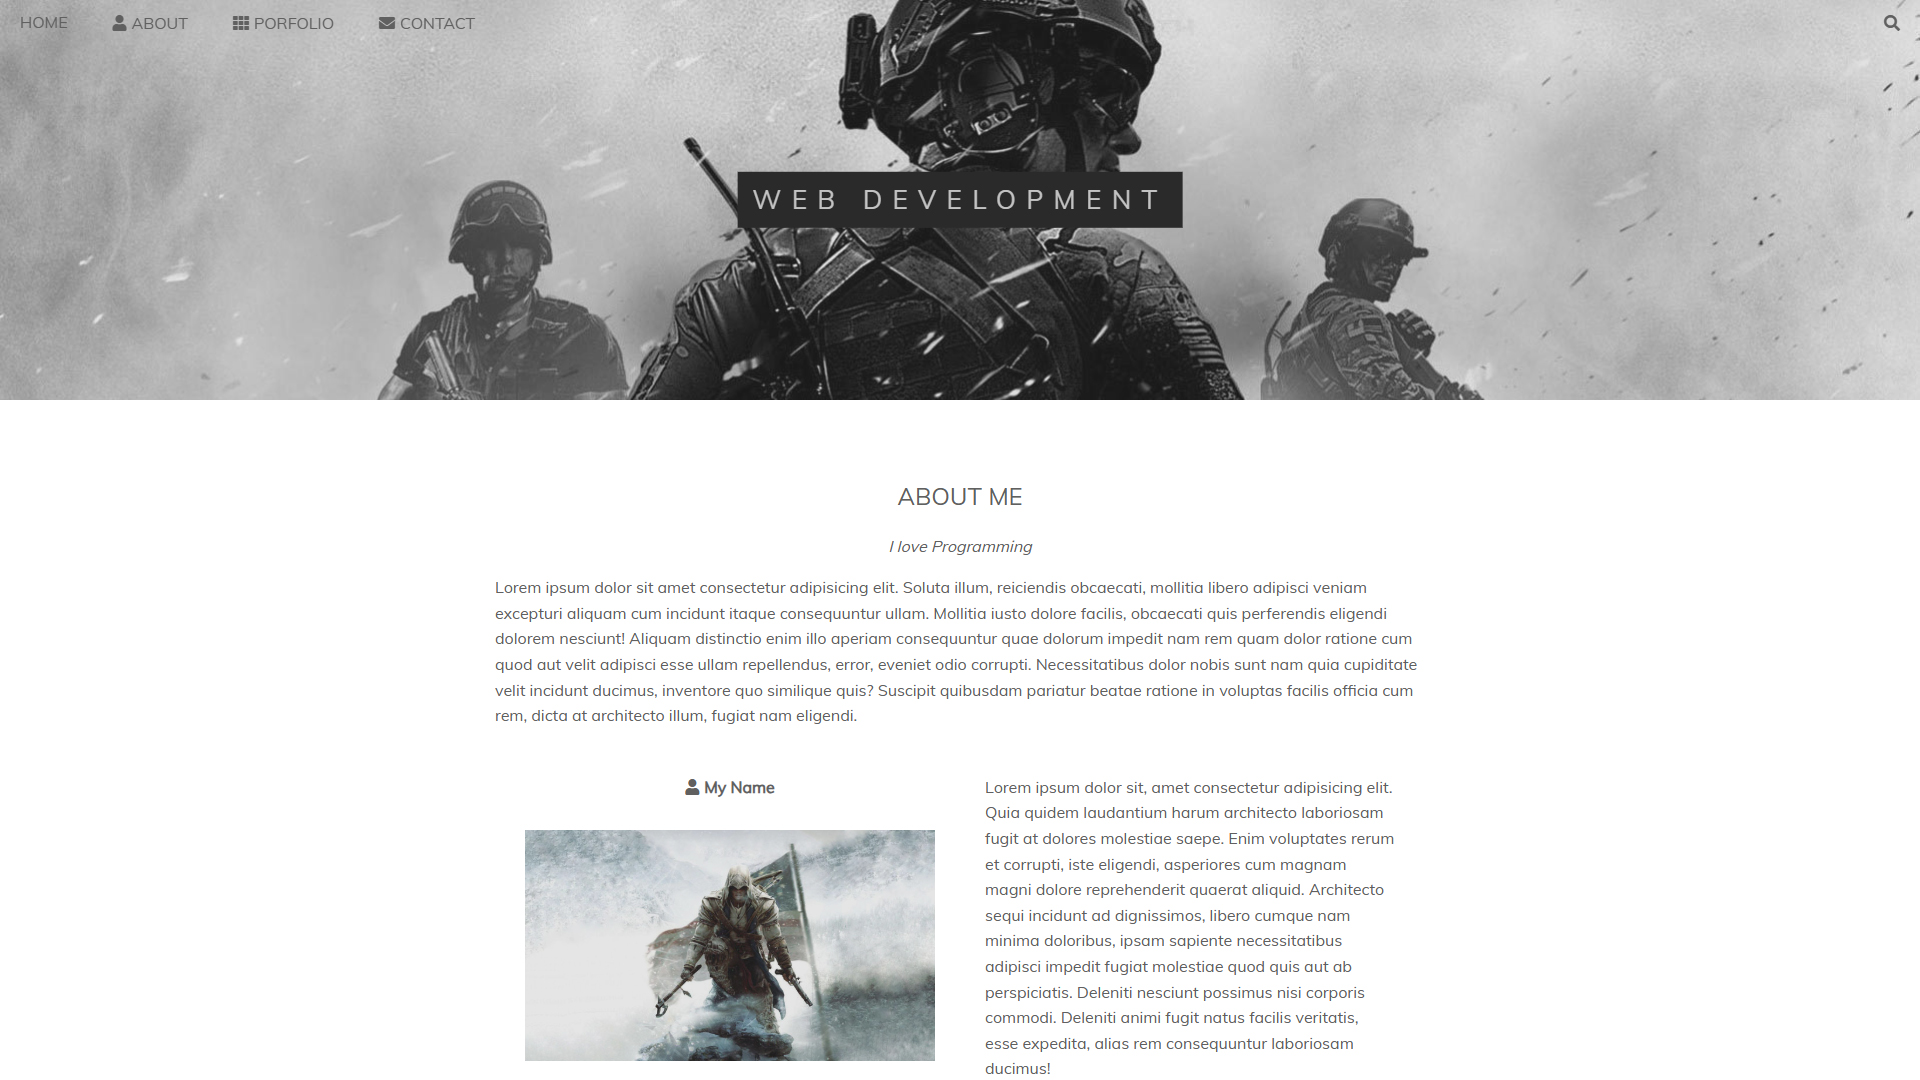 HOME ABOUT PORFOLIO CONTACT
WEB DEVELOPMENT
ABOUT ME
I love Programming
Lorem ipsum dolor sit amet consectetur adipisicing elit. Soluta illum, reiciendis obcaecati, mollitia libero adipisci veniam
excepturi aliquam cum incidunt itaque consequuntur ullam. Mollitia iusto dolore facilis, obcaecati quis perferendis eligendi
dolorem nesciunt! Aliquam distinctio enim illo aperiam consequuntur quae dolorum impedit nam rem quam dolor ratione cum
quod aut velit adipisci esse ullam repellendus, error, eveniet odio corrupti. Necessitatibus dolor nobis sunt nam quia cupiditate
velit incidunt ducimus, inventore quo similique quis? Suscipit quibusdam pariatur beatae ratione in voluptas facilis officia cum
rem, dicta at architecto illum, fugiat nam eligendi.
My Name
Lorem ipsum dolor sit, amet consectetur adipisicing elit.
Quia quidem laudantium harum architecto laboriosam
fugit at dolores molestiae saepe. Enim voluptates rerum
et corrupti, iste eligendi, asperiores cum magnam
magni dolore reprehenderit quaerat aliquid. Architecto
sequi incidunt ad dignissimos, libero cumque nam
minima doloribus, ipsam sapiente necessitatibus
adipisci impedit fugiat molestiae quod quis aut ab
perspiciatis. Deleniti nesciunt possimus nisi corporis
commodi. Deleniti animi fugit natus facilis veritatis,
esse expedita, alias rem consequuntur laboriosam
ducimus!